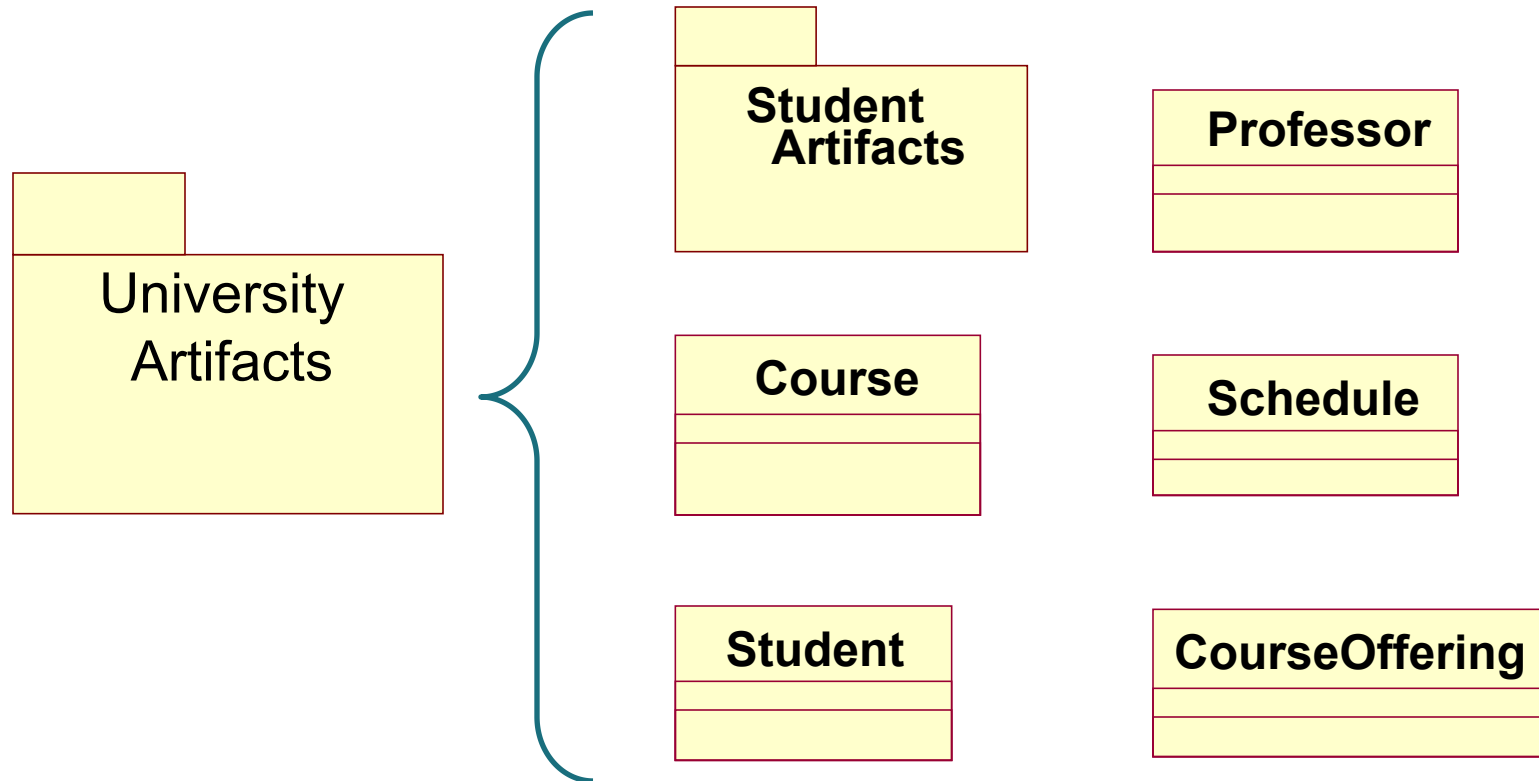 University
Artifacts
Student
Artifacts
Professor
Course
Schedule
Student
CourseOffering